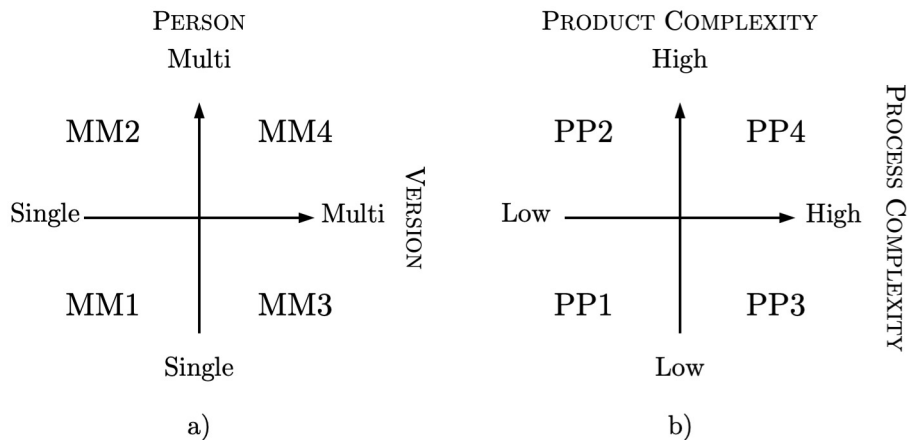 PERSON
Multi
MM2 MM4
Single Multi
VERSION
MM1 MM3
Single
a)
PRODUCT COMPLEXITY
High
PP2 PP4
Low High
PROCESS COMPLEXITY
PP1 PP3
Low
b)